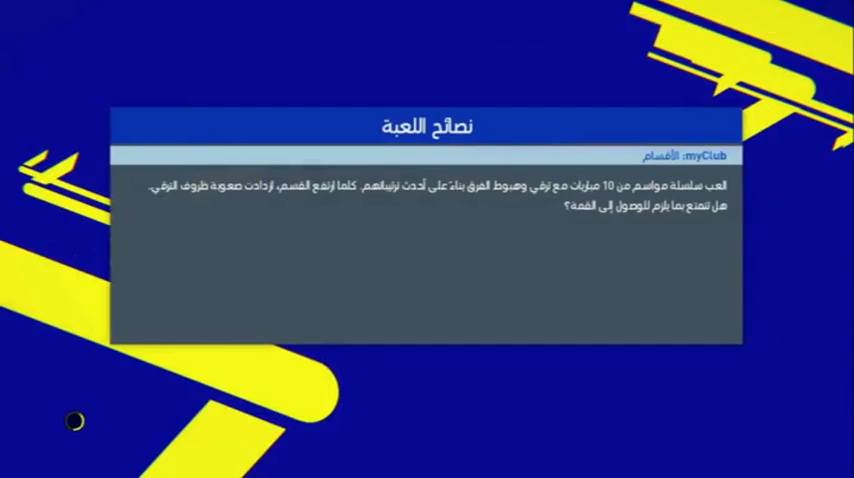 نصائح اللعبة
myClub: الأقسام
العب سلسلة مواسم من 10 مباريات مع ترقي وهبوط الفرق بناءً على أحدث ترتيباتهم. كلما ارتفع القسم، ازدادت صعوبة ظروف الترقي.
هل تتمتع بما يلزم للوصول إلى القمة؟